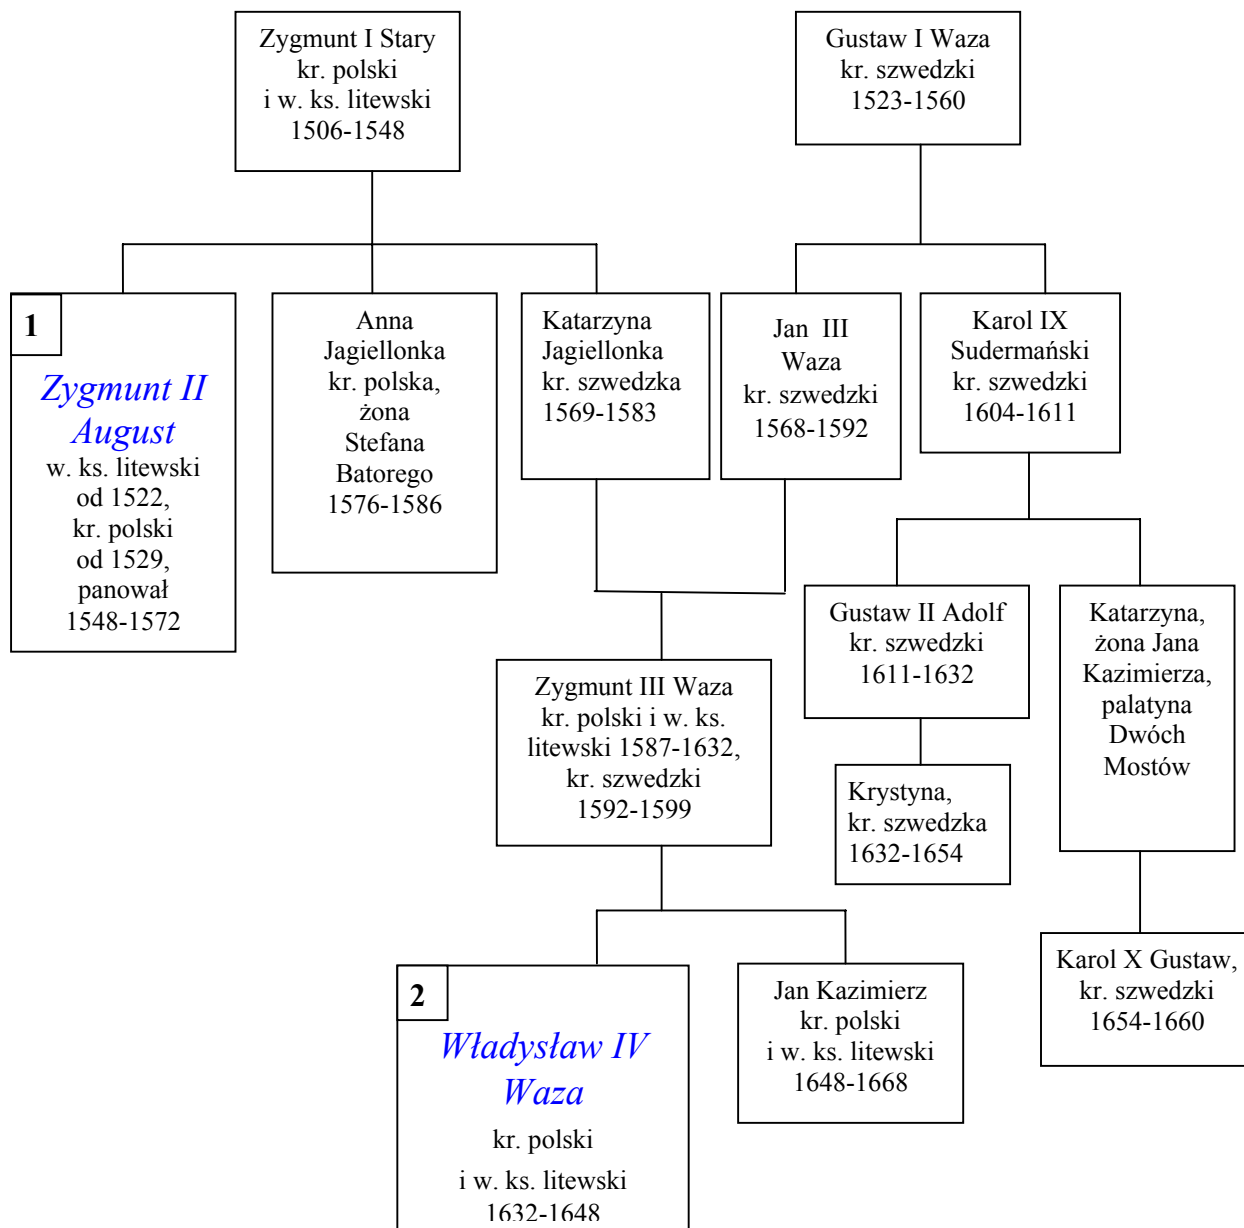 Zygmunt I Stary
kr. polski
i w. ks. litewski
1506-1548
Gustaw I Waza
kr. szwedzki
1523-1560
1
Zygmunt II
August
w. ks. litewski
od 1522,
kr. polski
od 1529,
panował
1548-1572
Anna
Jagiellonka
kr. polska,
żona
Stefana
Batorego
1576-1586
Katarzyna
Jagiellonka
kr. szwedzka
1569-1583
Jan III
Waza
kr. szwedzki
1568-1592
Karol IX
Sudermański
kr. szwedzki
1604-1611
Gustaw II Adolf
kr. szwedzki
1611-1632
Katarzyna,
żona Jana
Kazimierza,
palatyna
Dwóch
Mostów
Zygmunt III Waza
kr. polski i w. ks.
litewski 1587-1632,
kr. szwedzki
1592-1599
Krystyna,
kr. szwedzka
1632-1654
2
Władysław IV
Waza
kr. polski
i w. ks. litewski
1632-1648
Jan Kazimierz
kr. polski
i w. ks. litewski
1648-1668
Karol X Gustaw,
kr. szwedzki
1654-1660